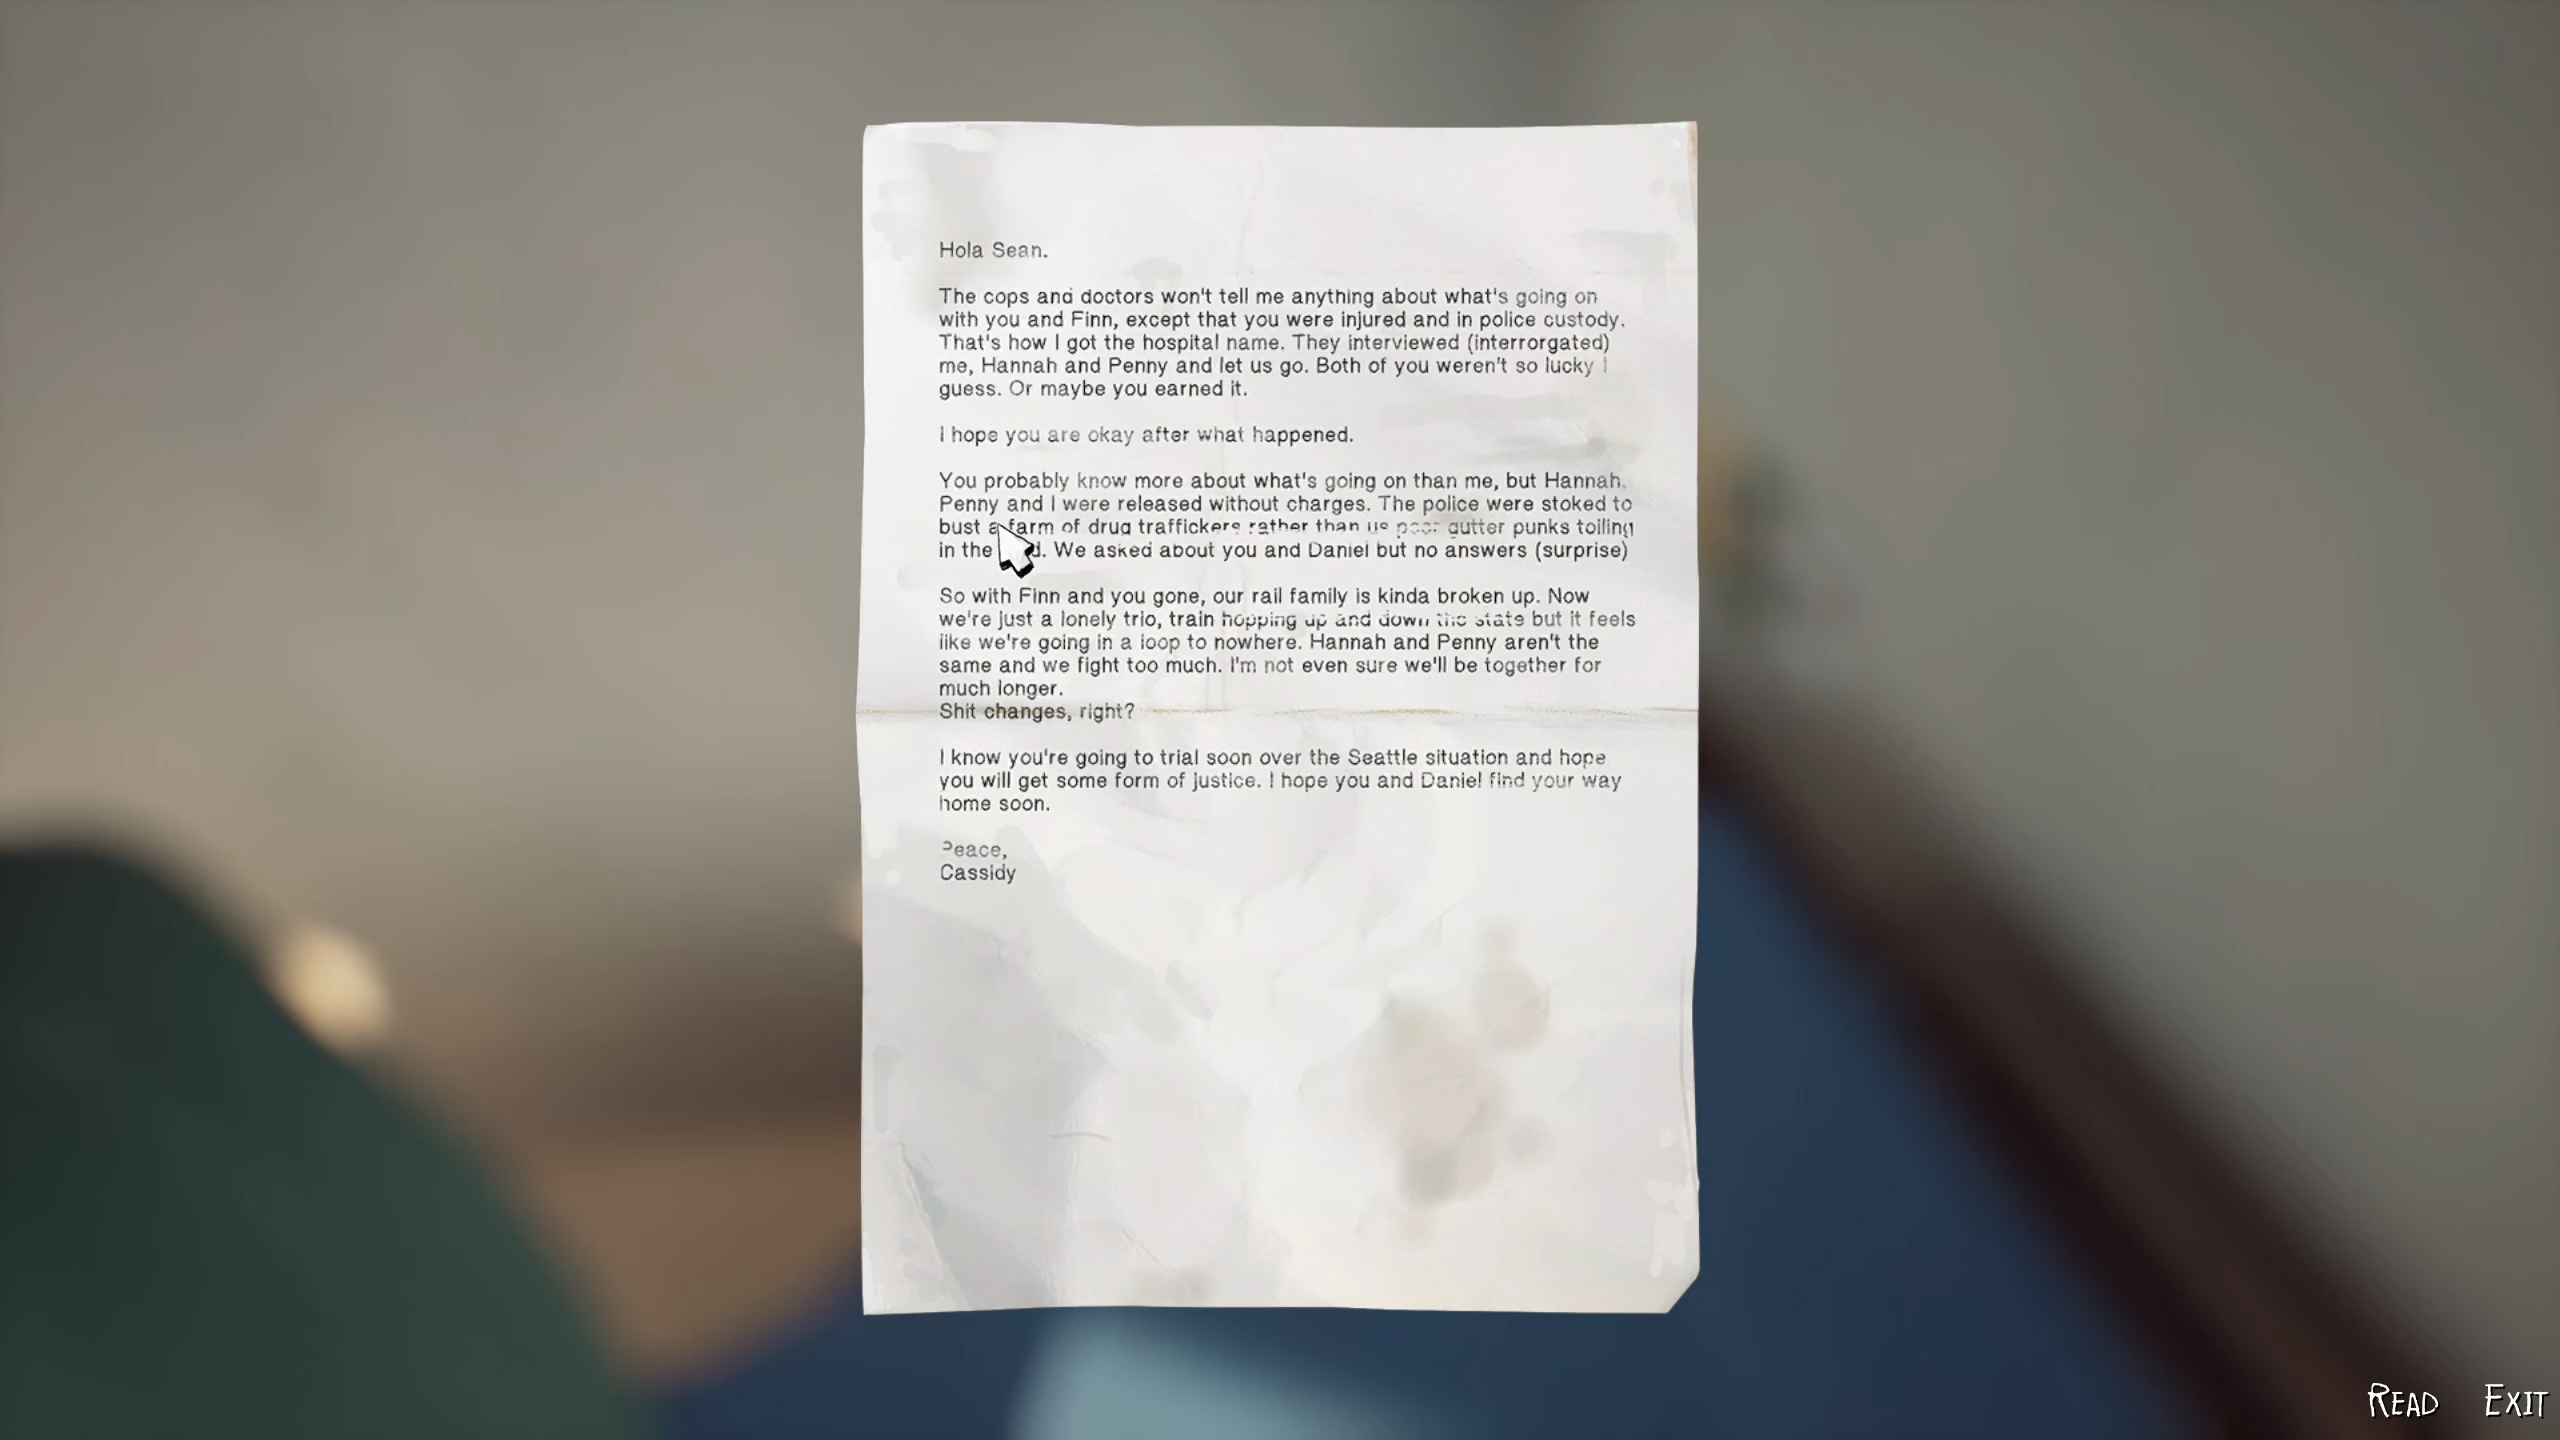 Hola Sean.
The cops and doctors won't tell me anything about what's going on
with you and Finn, except that you were injured and in police custody.
That's how I got the hospital name. They interviewed (interrorgated)
me, Hannah and Penny and let us go. Both of you weren't so lucky I
guess. Or maybe you earned it.
I hope you are okay after what happened.
You probably know more about what's going on than me, but Hannah,
Penny and I were released without charges. The police were stoked to
bust a farm of drug traffickers rather than us poor gutter punks toiling
in the We asked about you and Daniel but no answers (surprise)
So with Finn and you gone, our rail family is kinda broken up. Now
we're just a lonely trio, train hopping up and down the state but it feels
like we're going in a loop to nowhere. Hannah and Penny aren't the
same and we fight too much. I'm not even sure we'll be together for
much longer.
Shit changes, right?
I know you're going to trial soon over the Seattle situation and hope
you will get some form of justice. I hope you and Daniel find your way
home soon.
Peace,
Cassidy
READ EXIT